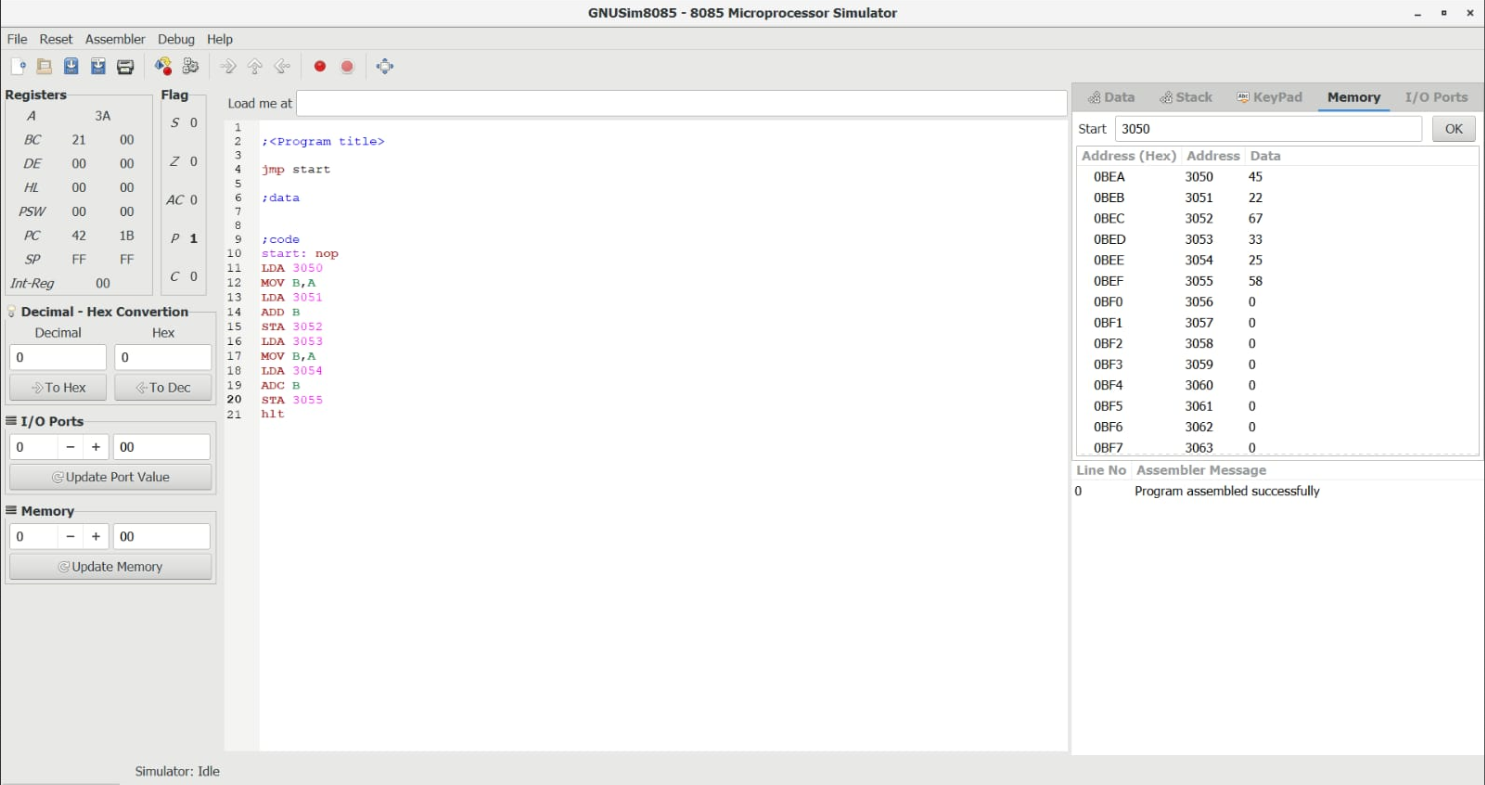 GNUSim8085 - 8085 Microprocessor Simulator
File Reset Assembler Debug Help
Registers
A 3A
BC 21 00
DE 00 00
HL 00 00
PSW 00 00
PC 42 1B
SP FF FF
Int-Reg 00
Flag
S 0
Z 0
AC 0
P 1
C 0
Decimal - Hex Convertion
Decimal Hex
0 0
To Hex To Dec
I/O Ports
0 − + 00
Update Port Value
Memory
0 − + 00
Update Memory
Load me at
1
2 ;<Program title>
3
4 jmp start
5
6 ;data
7
8
9 ;code
10 start: nop
11 LDA 3050
12 MOV B,A
13 LDA 3051
14 ADD B
15 STA 3052
16 LDA 3053
17 MOV B,A
18 LDA 3054
19 ADC B
20 STA 3055
21 hlt
Data Stack KeyPad Memory I/O Ports
Start 3050 OK
Address (Hex) Address Data
0BEA 3050 45
0BEB 3051 22
0BEC 3052 67
0BED 3053 33
0BEE 3054 25
0BEF 3055 58
0BF0 3056 0
0BF1 3057 0
0BF2 3058 0
0BF3 3059 0
0BF4 3060 0
0BF5 3061 0
0BF6 3062 0
0BF7 3063 0
Line No Assembler Message
0 Program assembled successfully
Simulator: Idle